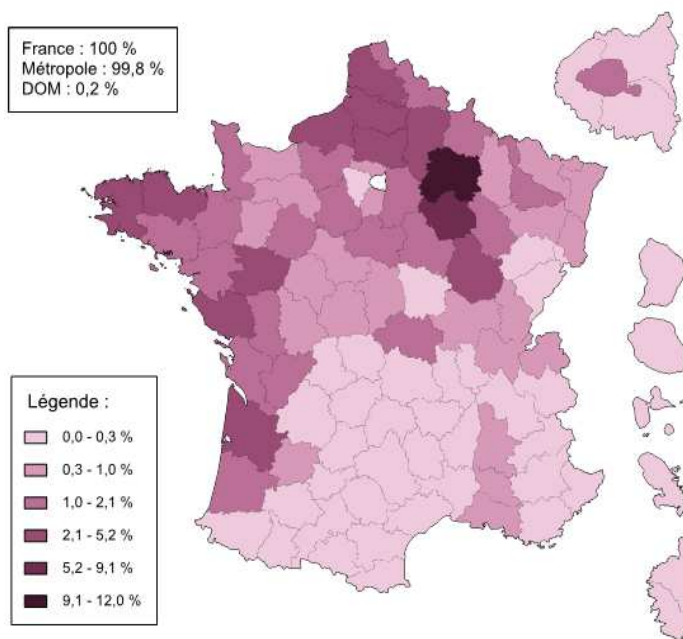 France : 100 %
Métropole : 99,8 %
DOM : 0,2 %
Légende :
0,0 - 0,3 %
0,3 - 1,0 %
1,0 - 2,1 %
2,1 - 5,2 %
5,2 - 9,1 %
9,1 - 12,0 %